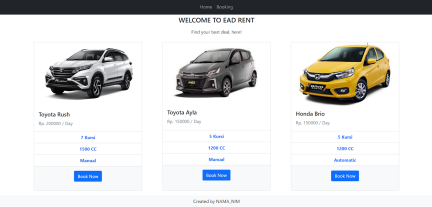 Home Booking
WELCOME TO EAD RENT
Find your best deal, here!
Toyota Rush
Rp. 200000 / Day
7 Kursi
1500 CC
Manual
Book Now
Toyota Ayla
Rp. 150000 / Day
5 Kursi
1200 CC
Manual
Book Now
Honda Brio
Rp. 150000 / Day
5 Kursi
1200 CC
Automatic
Book Now
Created by NAMA_NIM